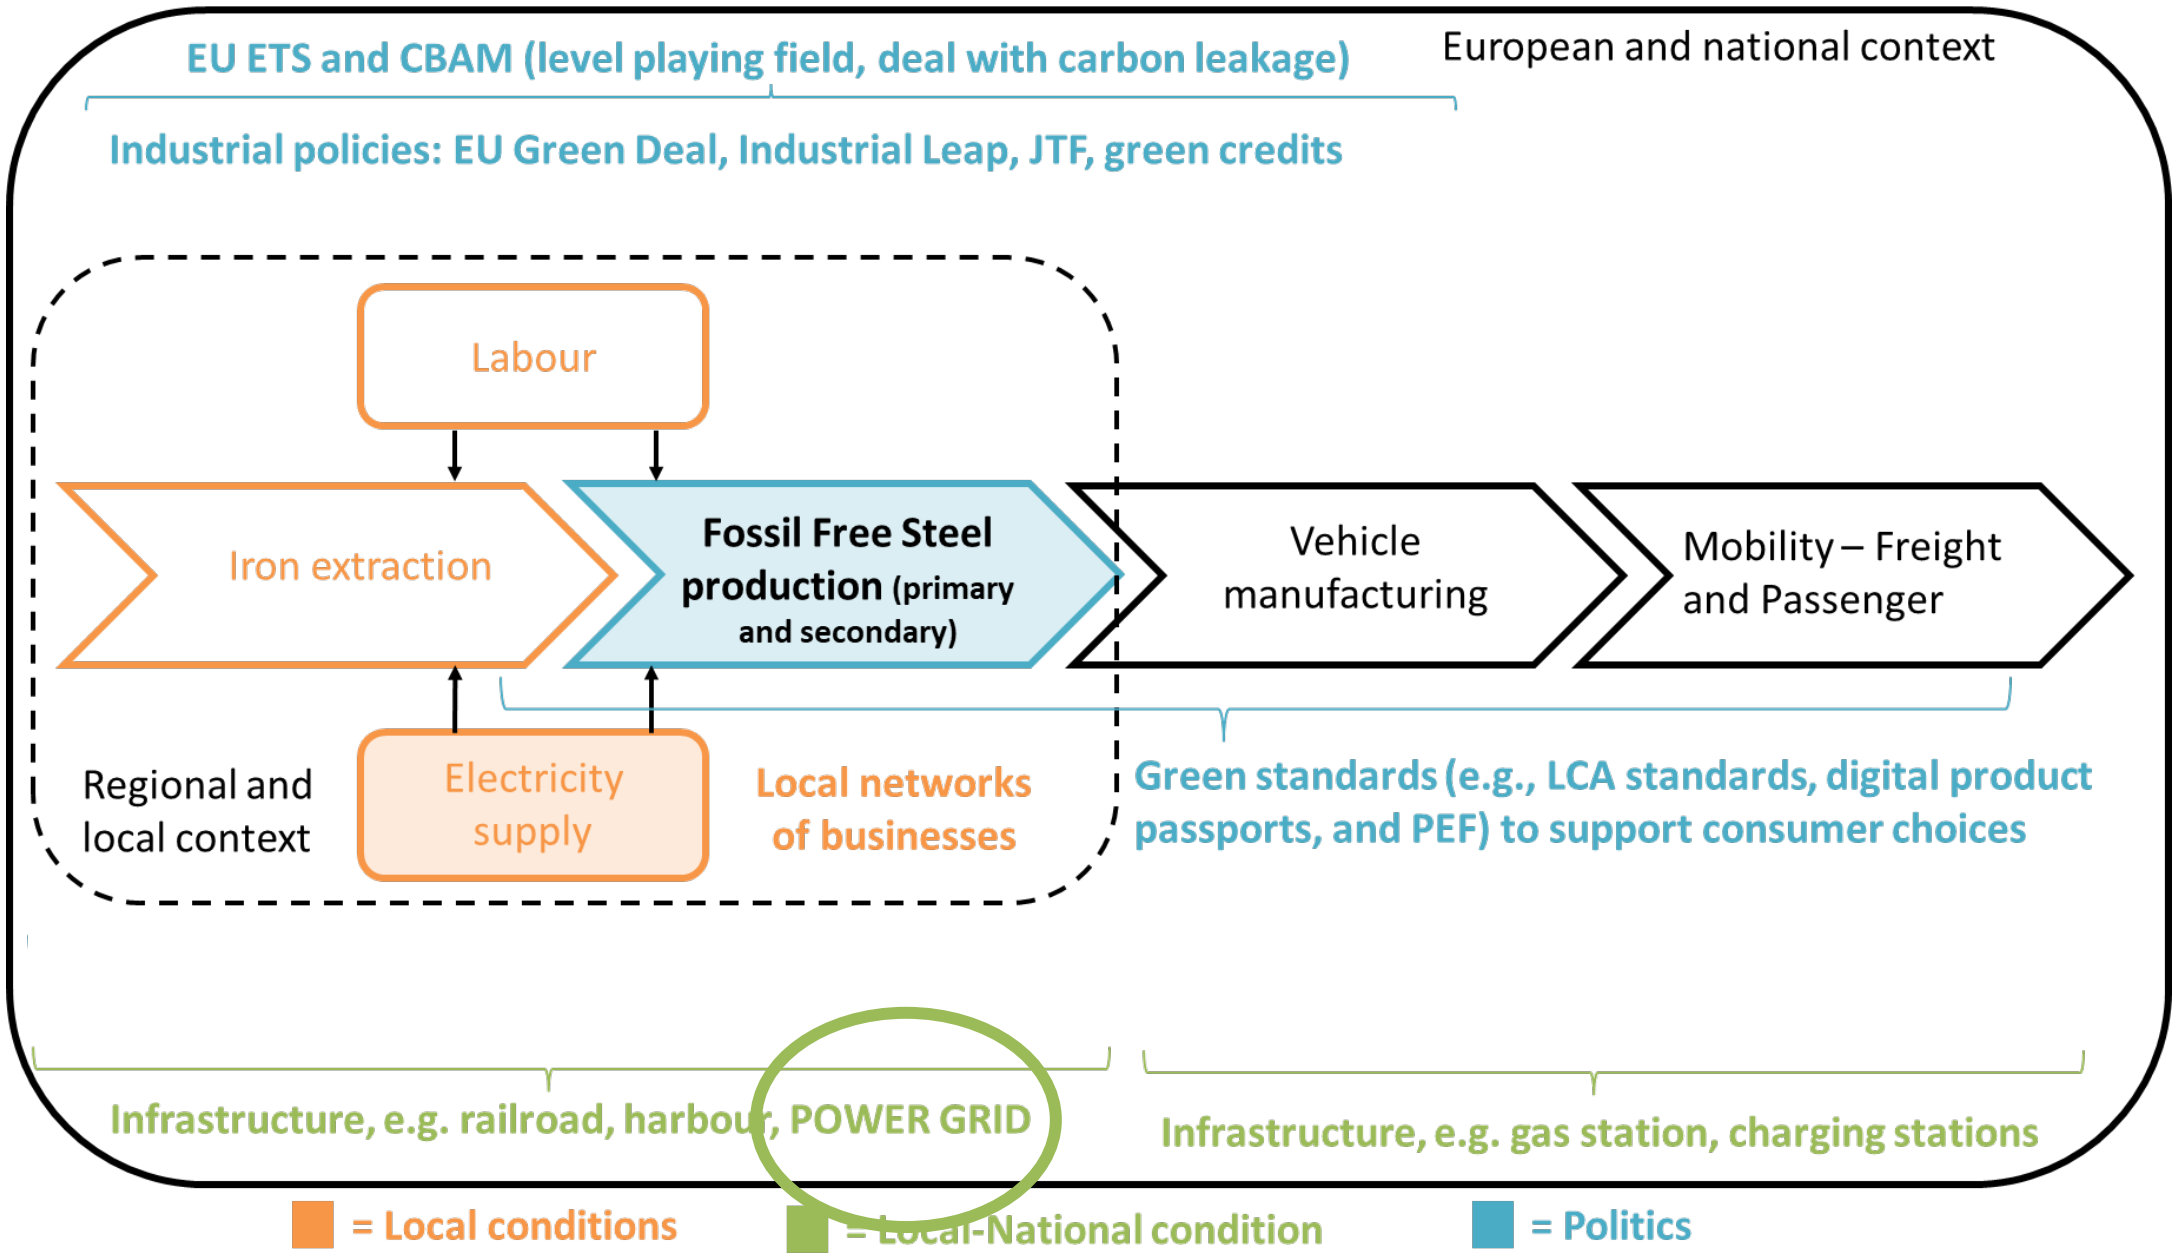 EU ETS and CBAM (level playing field, deal with carbon leakage)
European and national context
Industrial policies: EU Green Deal, Industrial Leap, JTF, green credits
Labour
Iron extraction
Fossil Free Steel
production (primary
and secondary)
Vehicle
manufacturing
Mobility – Freight
and Passenger
Regional and
local context
Electricity
supply
Local networks
of businesses
Green standards (e.g., LCA standards, digital product
passports, and PEF) to support consumer choices
Infrastructure, e.g. railroad, harbour, POWER GRID
Infrastructure, e.g. gas station, charging stations
= Local conditions
= Local-National condition
= Politics